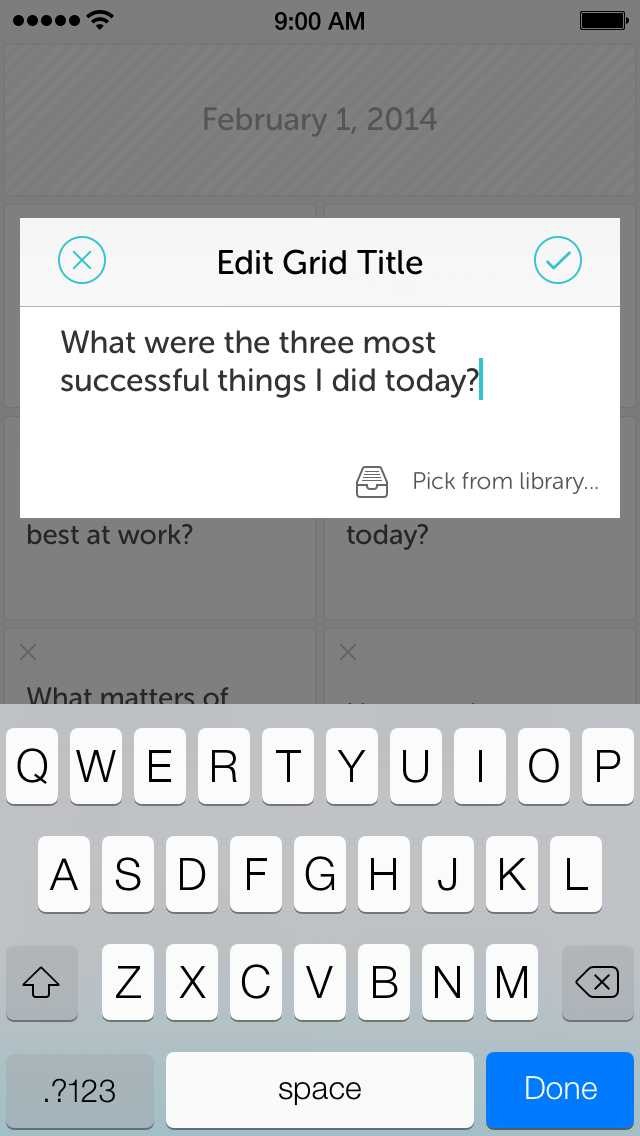 9:00 AM
February 1, 2014
Edit Grid Title
What were the three most
successful things I did today?
Pick from library...
best at work?
today?
What matters of
Q W E R T Y U I O P
A S D F G H J K L
Z X C V B N M
.?123 space Done